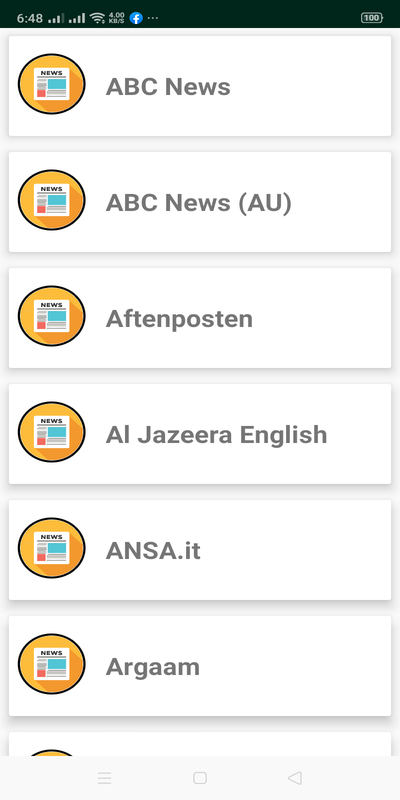 6:48 4.00 KB/S 100
NEWS ABC News
NEWS ABC News (AU)
NEWS Aftenposten
NEWS Al Jazeera English
NEWS ANSA.it
NEWS Argaam